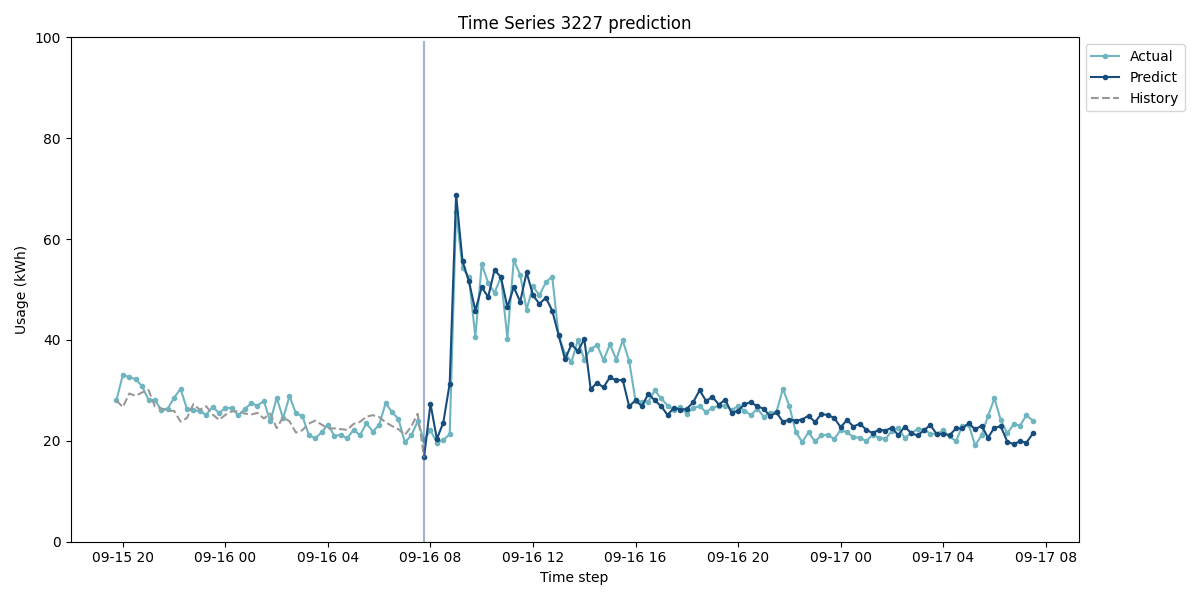 Time Series 3227 prediction
100
80
60
40
20
0
Usage (kWh)
09-15 20
09-16 00
09-16 04
09-16 08
09-16 12
09-16 16
09-16 20
09-17 00
09-17 04
09-17 08
Time step
Actual
Predict
History